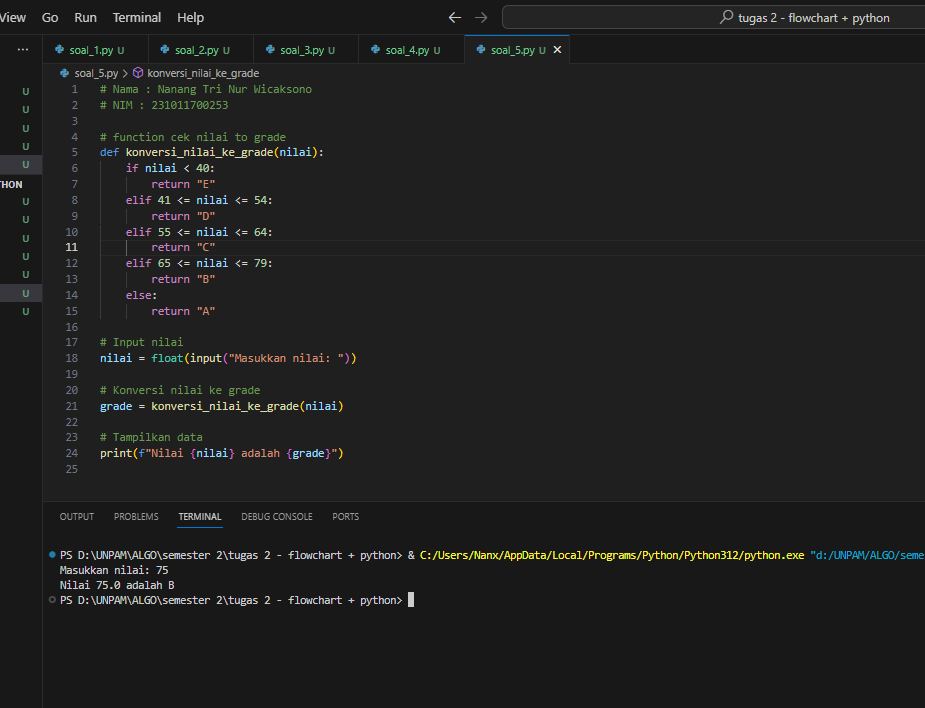 View Go Run Terminal Help ← → tugas 2 - flowchart + python
... soal_1.py U soal_2.py U soal_3.py U soal_4.py U soal_5.py U ×
soal_5.py > konversi_nilai_ke_grade
U
U
U
U
U
THON
U
U
U
U
U
U
U
1 # Nama : Nanang Tri Nur Wicaksono
2 # NIM : 231011700253
3
4 # function cek nilai to grade
5 def konversi_nilai_ke_grade(nilai):
6     if nilai < 40:
7         return "E"
8     elif 41 <= nilai <= 54:
9         return "D"
10     elif 55 <= nilai <= 64:
11         return "C"
12     elif 65 <= nilai <= 79:
13         return "B"
14     else:
15         return "A"
16
17 # Input nilai
18 nilai = float(input("Masukkan nilai: "))
19
20 # Konversi nilai ke grade
21 grade = konversi_nilai_ke_grade(nilai)
22
23 # Tampilkan data
24 print(f"Nilai {nilai} adalah {grade}")
25
OUTPUT PROBLEMS TERMINAL DEBUG CONSOLE PORTS
PS D:\UNPAM\ALGO\semester 2\tugas 2 - flowchart + python> & C:/Users/Nanx/AppData/Local/Programs/Python/Python312/python.exe "d:/UNPAM/ALGO/seme
Masukkan nilai: 75
Nilai 75.0 adalah B
PS D:\UNPAM\ALGO\semester 2\tugas 2 - flowchart + python>